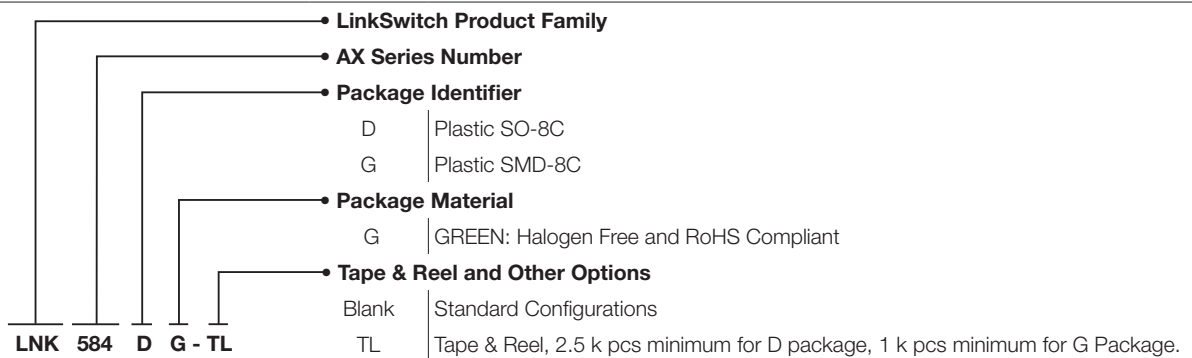 LinkSwitch Product Family
AX Series Number
Package Identifier
D Plastic SO-8C
G Plastic SMD-8C
Package Material
G GREEN: Halogen Free and RoHS Compliant
Tape & Reel and Other Options
Blank Standard Configurations
TL Tape & Reel, 2.5 k pcs minimum for D package, 1 k pcs minimum for G Package.
LNK 584 D G - TL